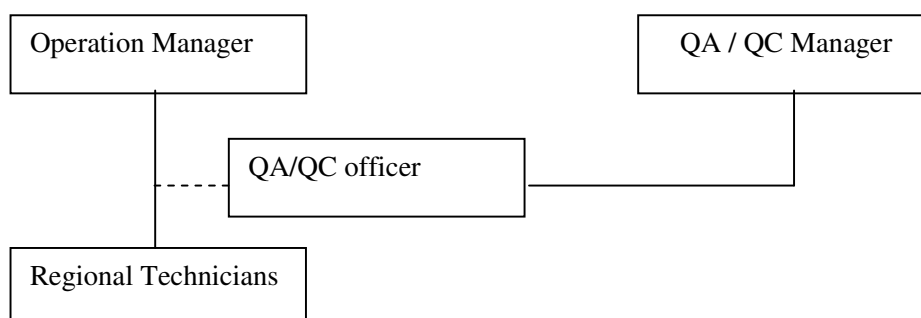 Operation Manager
QA / QC Manager
QA/QC officer
Regional Technicians